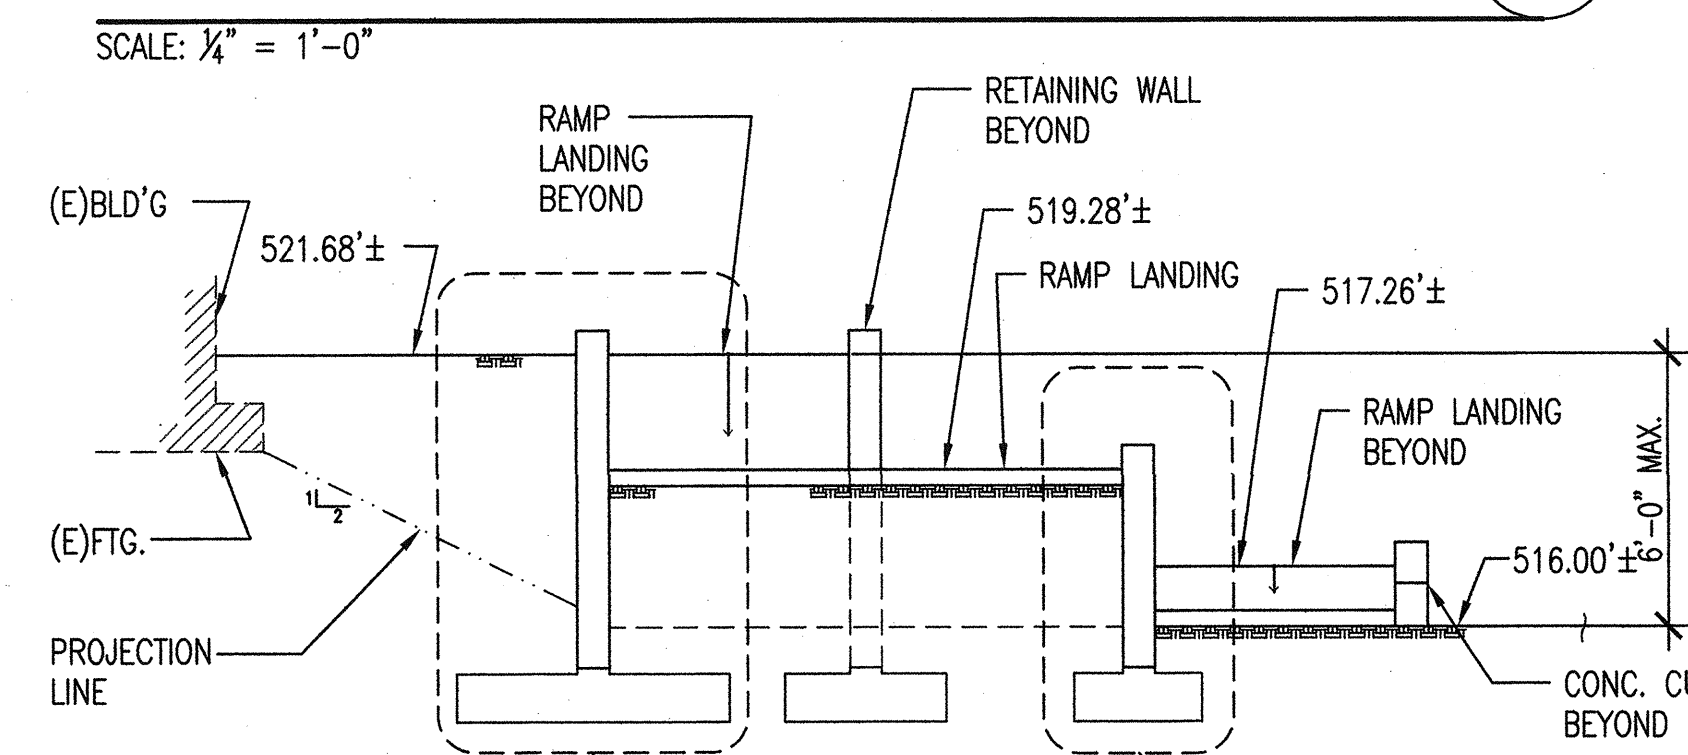 SCALE: 1/4" = 1'-0"
RETAINING WALL
BEYOND
RAMP
LANDING
BEYOND
(E)BLD'G
521.68'±
519.28'±
RAMP LANDING
517.26'±
RAMP LANDING
BEYOND
6'-0" MAX.
1
2
(E)FTG.
516.00'±
PROJECTION
LINE
CONC.
BEYOND